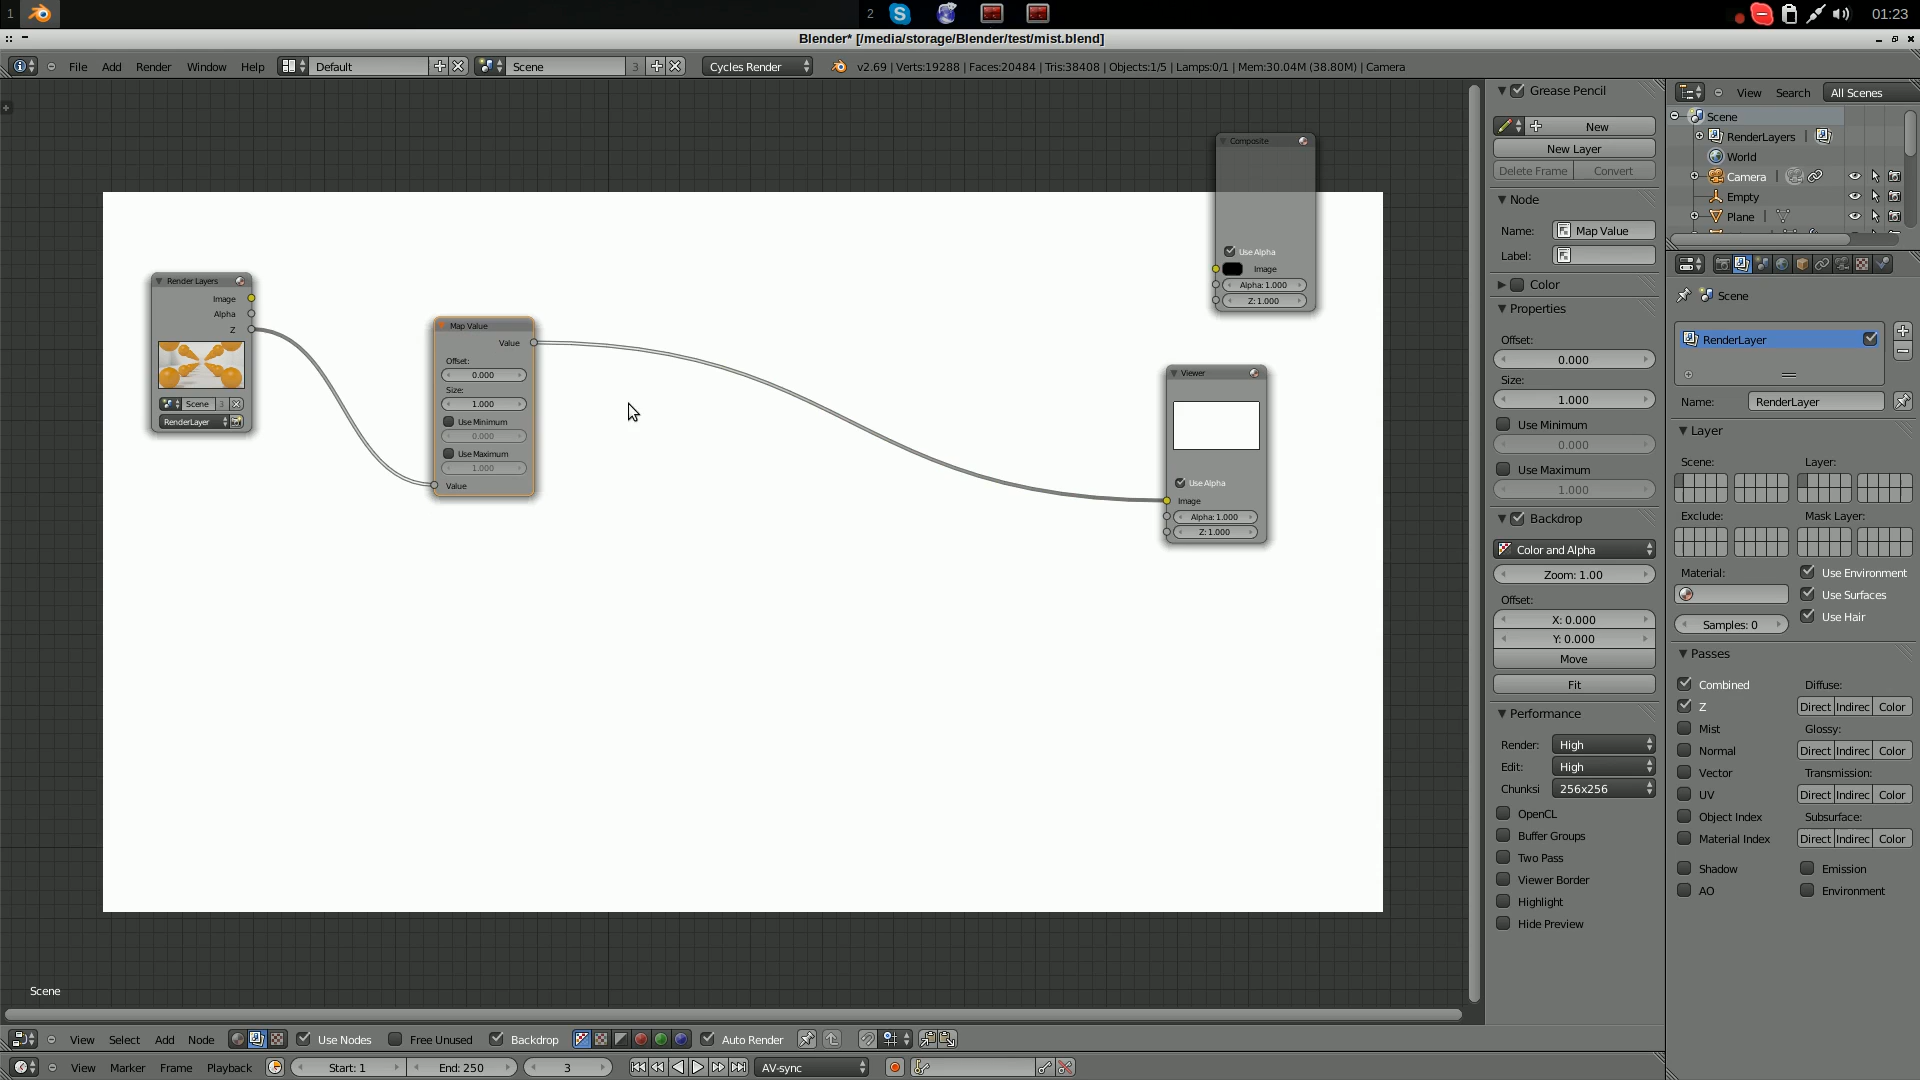 1
2
01:23
Blender* [/media/storage/Blender/test/mist.blend]
File Add Render Window Help Default Scene 3 Cycles Render v2.69 | Verts:19288 | Faces:20484 | Tris:38408 | Objects:1/5 | Lamps:0/1 | Mem:30.04M (38.80M) | Camera
Composite
Use Alpha
Image
Alpha: 1.000
Z: 1.000
Render Layers
Image
Alpha
Z
Scene 3
RenderLayer
Map Value
Value
Offset:
0.000
Size:
1.000
Use Minimum
0.000
Use Maximum
1.000
Value
Viewer
Use Alpha
Image
Alpha: 1.000
Z: 1.000
Scene
Grease Pencil
New
New Layer
Delete Frame Convert
Node
Name: Map Value
Label:
Color
Properties
Offset:
0.000
Size:
1.000
Use Minimum
0.000
Use Maximum
1.000
Backdrop
Color and Alpha
Zoom: 1.00
Offset:
X: 0.000
Y: 0.000
Move
Fit
Performance
Render: High
Edit: High
Chunksi 256x256
OpenCL
Buffer Groups
Two Pass
Viewer Border
Highlight
Hide Preview
View Search All Scenes
Scene
RenderLayers
World
Camera
Empty
Plane
Scene
RenderLayer
Name: RenderLayer
Layer
Scene: Layer:
Exclude: Mask Layer:
Material: Use Environment
Use Surfaces
Samples: 0 Use Hair
Passes
Combined Diffuse:
Z Direct Indirec Color
Mist Glossy:
Normal Direct Indirec Color
Vector Transmission:
UV Direct Indirec Color
Object Index Subsurface:
Material Index Direct Indirec Color
Shadow Emission
AO Environment
View Select Add Node Use Nodes Free Unused Backdrop Auto Render
View Marker Frame Playback Start: 1 End: 250 3 AV-sync